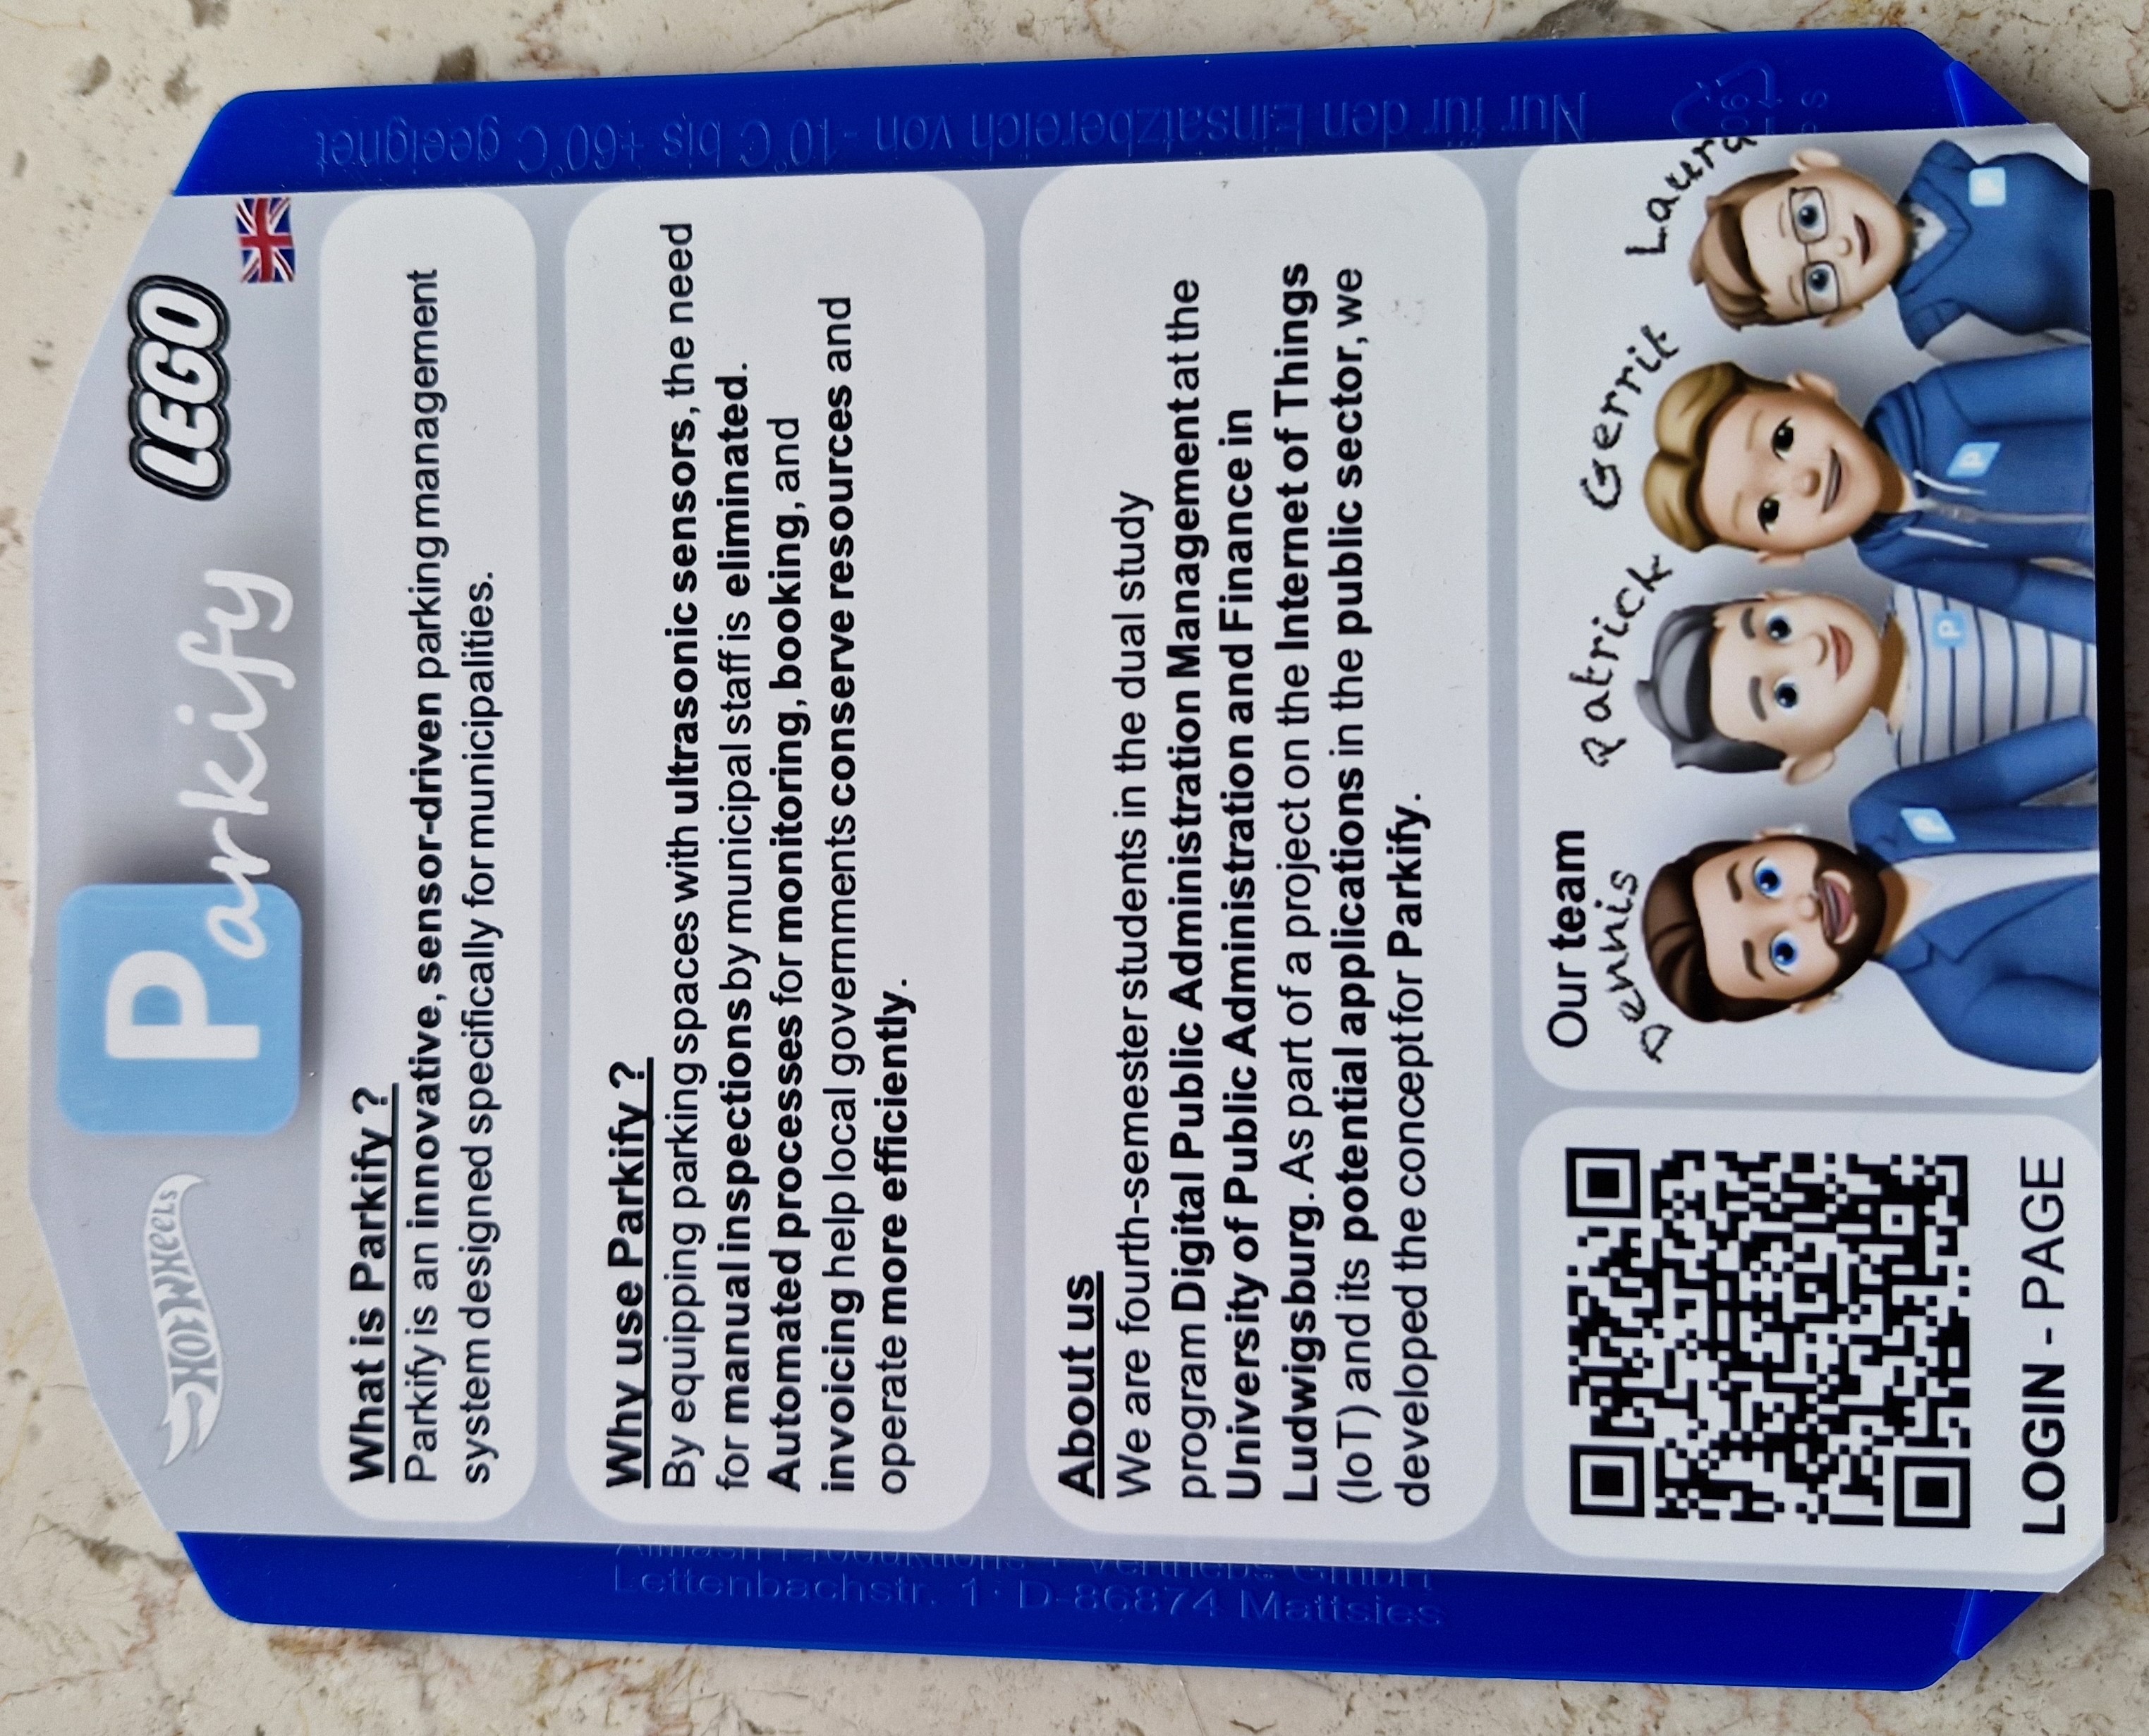 HOT WHEELS
Parkify
LEGO
What is Parkify ?
Parkify is an innovative, sensor-driven parking management
system designed specifically for municipalities.
Why use Parkify ?
By equipping parking spaces with ultrasonic sensors, the need
for manual inspections by municipal staff is eliminated.
Automated processes for monitoring, booking, and
invoicing help local governments conserve resources and
operate more efficiently.
About us
We are fourth-semester students in the dual study
program Digital Public Administration Management at the
University of Public Administration and Finance in
Ludwigsburg. As part of a project on the Internet of Things
(IoT) and its potential applications in the public sector, we
developed the concept for Parkify.
LOGIN - PAGE
Our team
Dennis
Patrick
Gerrit
Laura
P
P
P
P
Lettenbachstr. 1 · D-86874 Mattsies
Nur für den Einsatzbereich von -10°C bis +60°C geeignet
06
PS